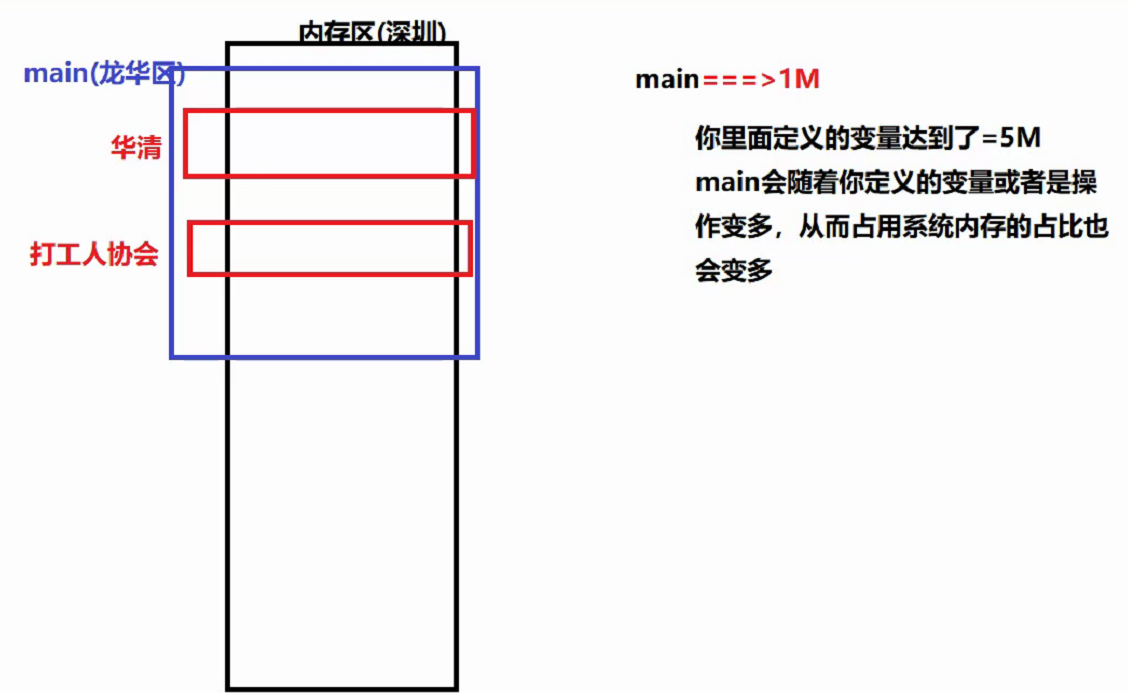 内存区(深圳)
main(龙华区)
华清
打工人协会
main===>1M
你里面定义的变量达到了=5M
main会随着你定义的变量或者是操
作变多，从而占用系统内存的占比也
会变多